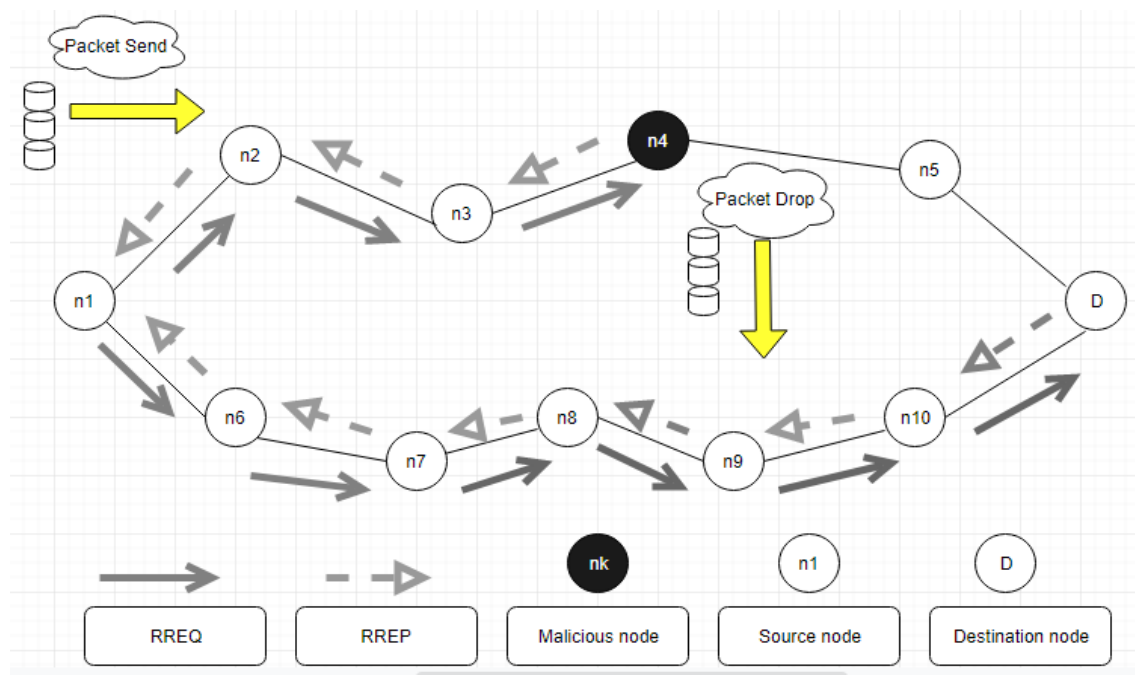 Packet Send
n2
n4
n5
n3
Packet Drop
n1
D
n6
n8
n10
n7
n9
nk
n1
D
RREQ
RREP
Malicious node
Source node
Destination node